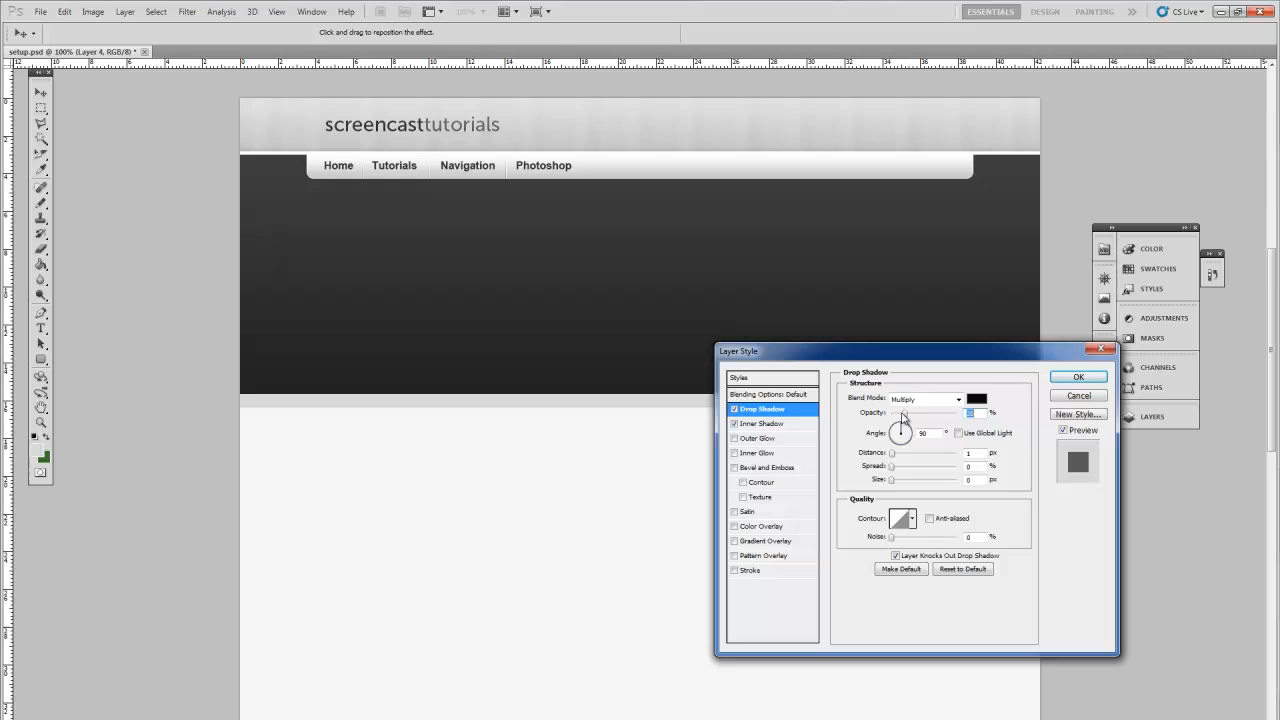 Ps File Edit Image Layer Select Filter Analysis 3D View Window Help 100% ESSENTIALS DESIGN PAINTING CS Live
Click and drag to reposition the effect.
setup.psd @ 100% (Layer 4, RGB/8) *
screencasttutorials
Home Tutorials Navigation Photoshop
COLOR
SWATCHES
STYLES
ADJUSTMENTS
MASKS
CHANNELS
PATHS
LAYERS
Layer Style
Styles
Blending Options: Default
Drop Shadow
Inner Shadow
Outer Glow
Inner Glow
Bevel and Emboss
Contour
Texture
Satin
Color Overlay
Gradient Overlay
Pattern Overlay
Stroke
Drop Shadow
Structure
Blend Mode: Multiply
Opacity: %
Angle: 90 ° Use Global Light
Distance: 1 px
Spread: 0 %
Size: 0 px
Quality
Contour: Anti-aliased
Noise: 0 %
Layer Knocks Out Drop Shadow
Make Default Reset to Default
OK
Cancel
New Style...
Preview